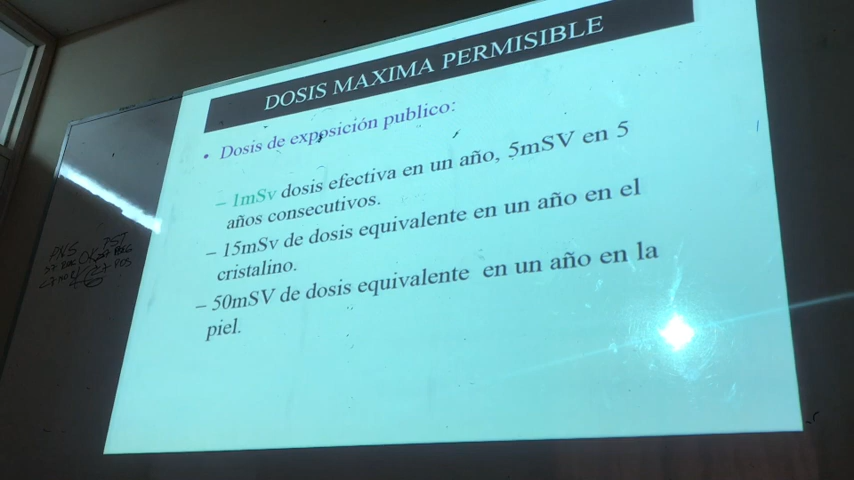 DOSIS MAXIMA PERMISIBLE
• Dosis de exposición publico:
– 1mSv dosis efectiva en un año, 5mSV en 5
años consecutivos.
– 15mSv de dosis equivalente en un año en el
cristalino.
– 50mSV de dosis equivalente en un año en la
piel.